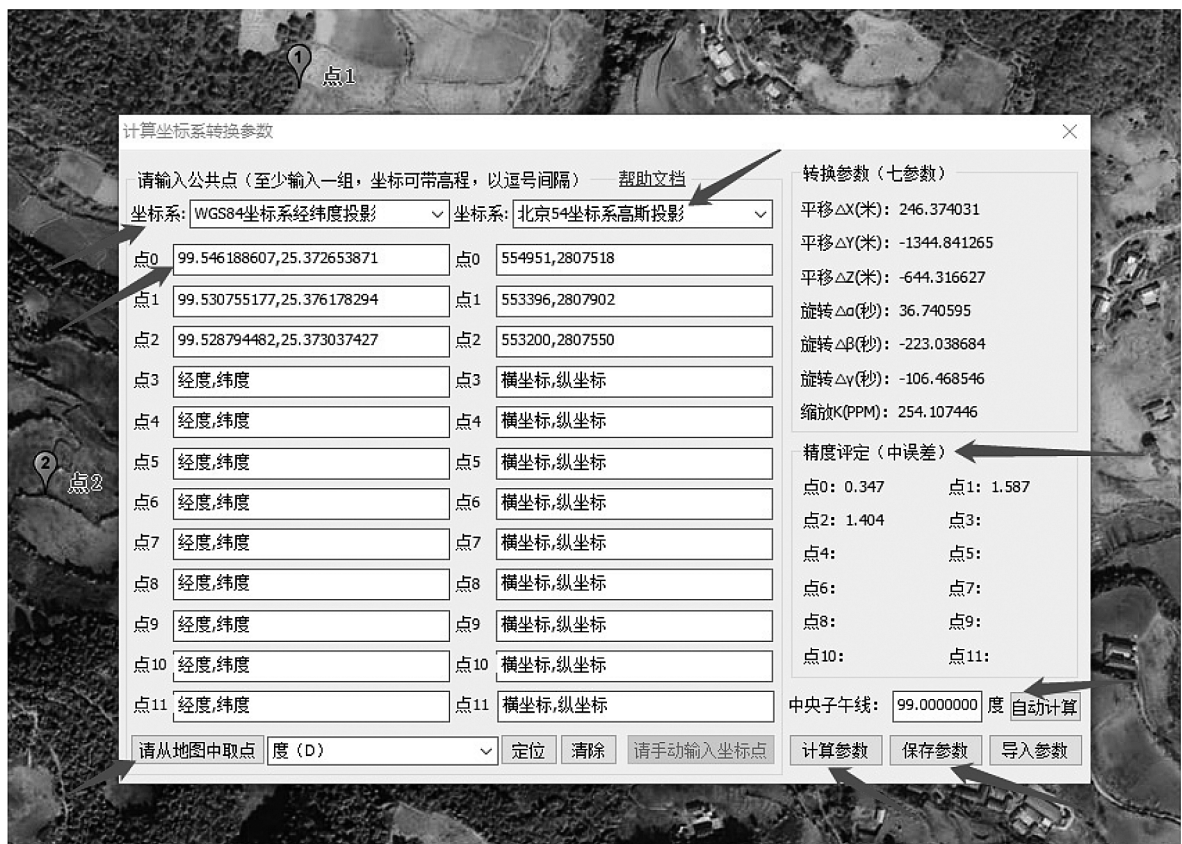 1
点1
计算坐标系转换参数
请输入公共点（至少输入一组，坐标可带高程，以逗号间隔） 帮助文档
坐标系: WGS84坐标系经纬度投影 坐标系: 北京54坐标系高斯投影
点0 99.546188607,25.372653871 点0 554951,2807518
点1 99.530755177,25.376178294 点1 553396,2807902
点2 99.528794482,25.373037427 点2 553200,2807550
点3 经度,纬度 点3 横坐标,纵坐标
点4 经度,纬度 点4 横坐标,纵坐标
点5 经度,纬度 点5 横坐标,纵坐标
点6 经度,纬度 点6 横坐标,纵坐标
点7 经度,纬度 点7 横坐标,纵坐标
点8 经度,纬度 点8 横坐标,纵坐标
点9 经度,纬度 点9 横坐标,纵坐标
点10 经度,纬度 点10 横坐标,纵坐标
点11 经度,纬度 点11 横坐标,纵坐标
请从地图中取点 度（D） 定位 清除 请手动输入坐标点
转换参数（七参数）
平移△X(米): 246.374031
平移△Y(米): -1344.841265
平移△Z(米): -644.316627
旋转△α(秒): 36.740595
旋转△β(秒): -223.038684
旋转△γ(秒): -106.468546
缩放K(PPM): 254.107446
精度评定（中误差）
点0: 0.347 点1: 1.587
点2: 1.404 点3:
点4: 点5:
点6: 点7:
点8: 点9:
点10: 点11:
中央子午线: 99.0000000 度 自动计算
计算参数 保存参数 导入参数
2
点2